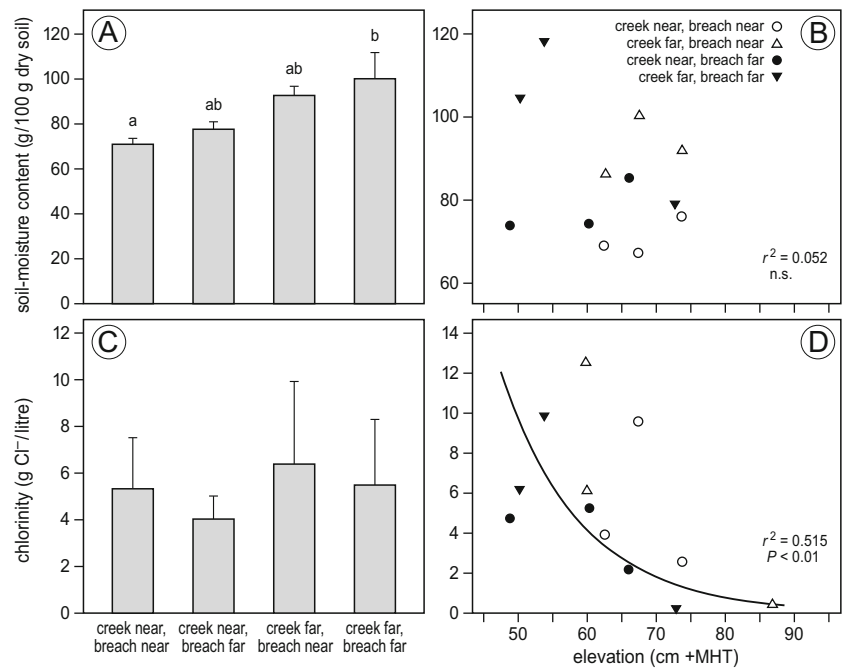 A
soil-moisture content (g/100 g dry soil)
120
100
80
60
40
20
0
a
ab
ab
b
B
creek near, breach near
creek far, breach near
creek near, breach far
creek far, breach far
120
100
80
60
r² = 0.052
n.s.
C
chlorinity (g Cl⁻/litre)
12
10
8
6
4
2
0
creek near, breach near
creek near, breach far
creek far, breach near
creek far, breach far
D
14
12
10
8
6
4
2
0
r² = 0.515
P < 0.01
50 60 70 80 90
elevation (cm +MHT)